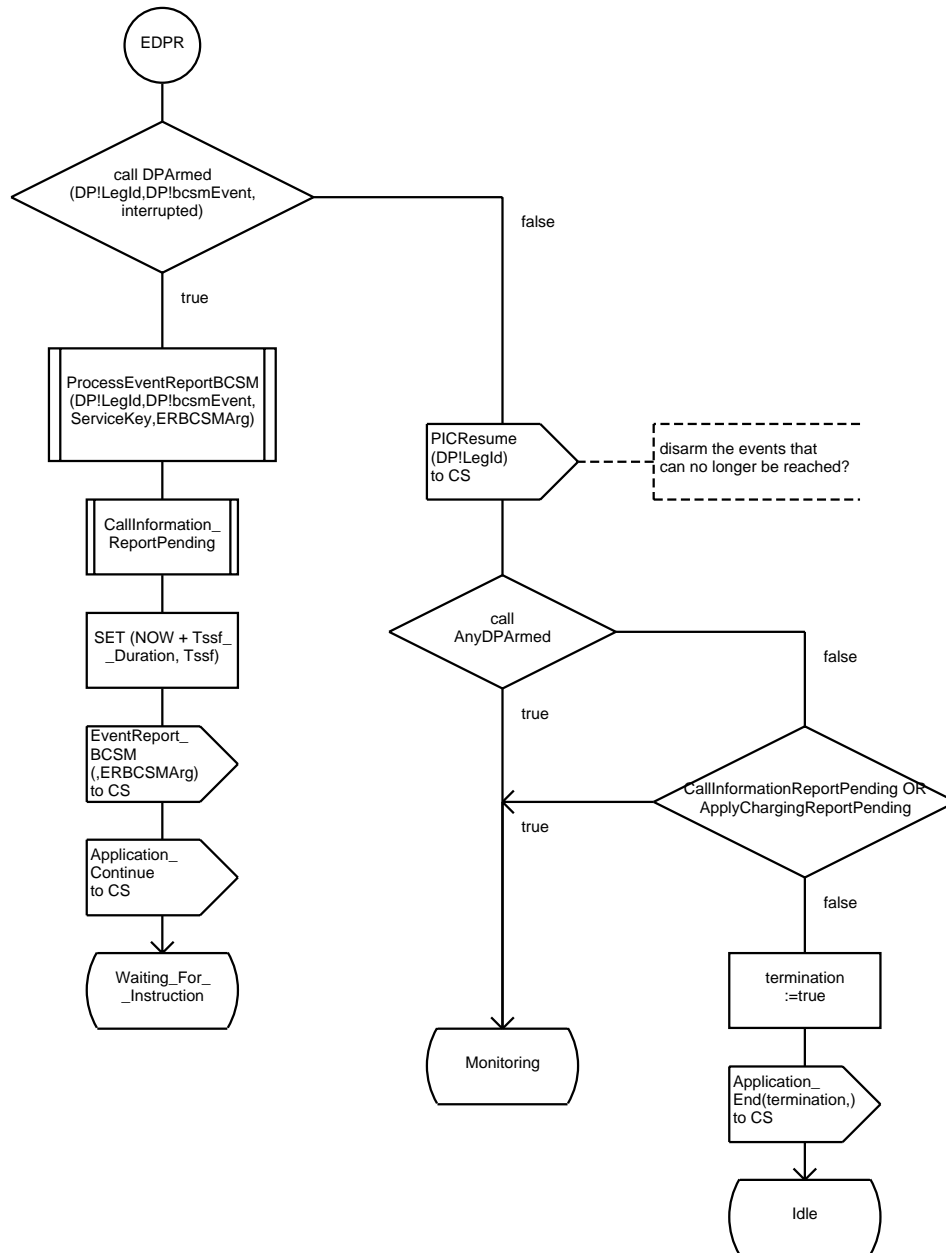 EDPR
call DPArmed
(DP!LegId,DP!bcsmEvent,
interrupted)
false
true
ProcessEventReportBCSM
(DP!LegId,DP!bcsmEvent,
ServiceKey,ERBCSMArg)
PICResume
(DP!LegId)
to CS
disarm the events that
can no longer be reached?
CallInformation_
ReportPending
call
AnyDPArmed
SET (NOW + Tssf_
_Duration, Tssf)
false
true
EventReport_
BCSM
(,ERBCSMArg)
to CS
CallInformationReportPending OR
ApplyChargingReportPending
true
Application_
Continue
to CS
false
Waiting_For_
_Instruction
termination
:=true
Monitoring
Application_
End(termination,)
to CS
Idle